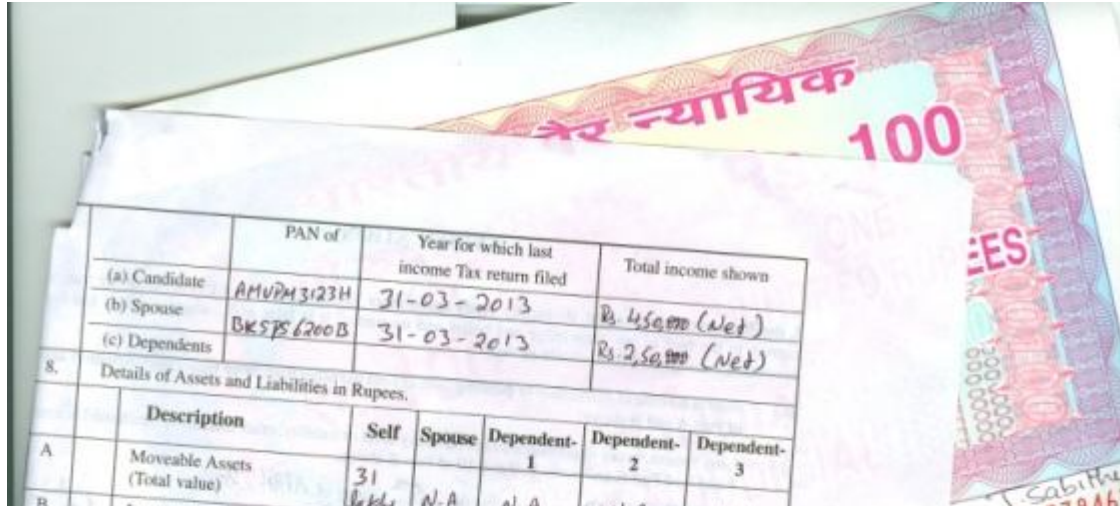 गैर न्यायिक
100
EES
PAN of
Year for which last
income Tax return filed
Total income shown
(a) Candidate AMVPM3123H 31-03-2013 Rs. 4,50,000 (Net)
(b) Spouse BKSPS6200B 31-03-2013 Rs. 2,50,000 (Net)
(c) Dependents
8. Details of Assets and Liabilities in Rupees.
Description Self Spouse Dependent-1 Dependent-2 Dependent-3
A Moveable Assets 31
(Total value) N.A
B
T. Sabithu